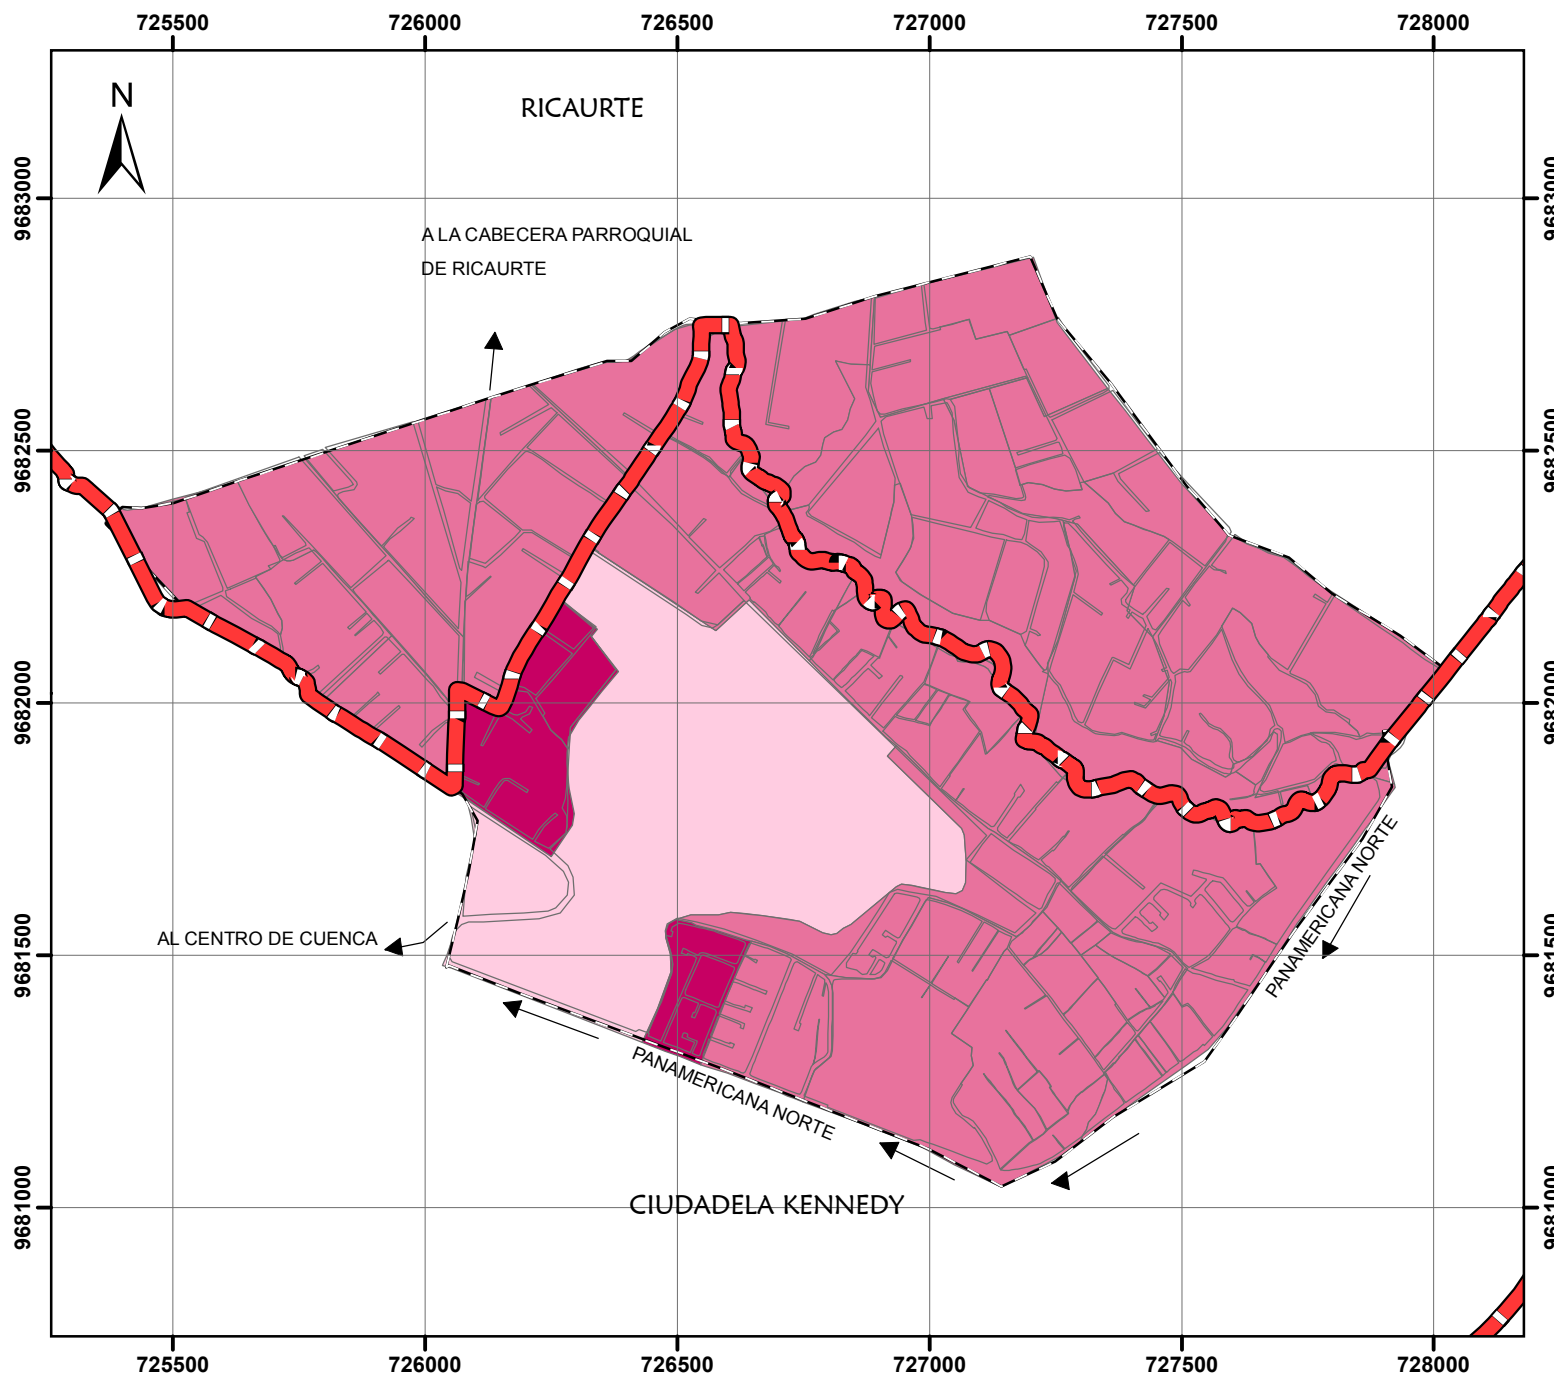 725500 726000 726500 727000 727500 728000
N
RICAURTE
9683000 9683000
A LA CABECERA PARROQUIAL
DE RICAURTE
9682500 9682500
9682000 9682000
PANAMERICANA NORTE
AL CENTRO DE CUENCA
9681500 9681500
PANAMERICANA NORTE
CIUDADELA KENNEDY
9681000 9681000
725500 726000 726500 727000 727500 728000